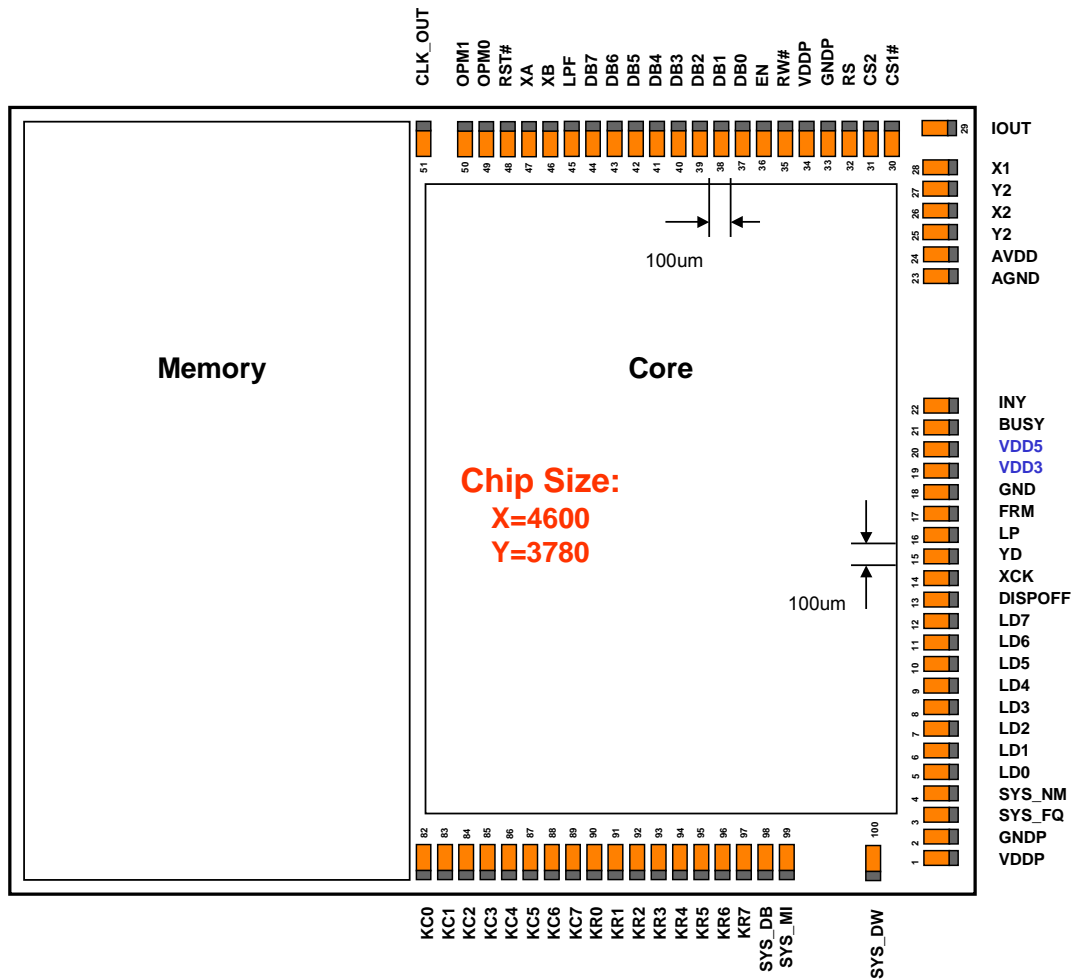 CLK_OUT
OPM1
OPM0
RST#
XA
XB
LPF
DB7
DB6
DB5
DB4
DB3
DB2
DB1
DB0
EN
RW#
VDDP
GNDP
RS
CS2
CS1#
51
50
49
48
47
46
45
44
43
42
41
40
39
38
37
36
35
34
33
32
31
30
29 IOUT
28 X1
27 Y2
26 X2
25 Y2
24 AVDD
23 AGND
100um
Memory
Core
Chip Size:
X=4600
Y=3780
100um
22 INY
21 BUSY
20 VDD5
19 VDD3
18 GND
17 FRM
16 LP
15 YD
14 XCK
13 DISPOFF
12 LD7
11 LD6
10 LD5
9 LD4
8 LD3
7 LD2
6 LD1
5 LD0
4 SYS_NM
3 SYS_FQ
2 GNDP
1 VDDP
82
83
84
85
86
87
88
89
90
91
92
93
94
95
96
97
98
99
100
KC0
KC1
KC2
KC3
KC4
KC5
KC6
KC7
KR0
KR1
KR2
KR3
KR4
KR5
KR6
KR7
SYS_DB
SYS_MI
SYS_DW